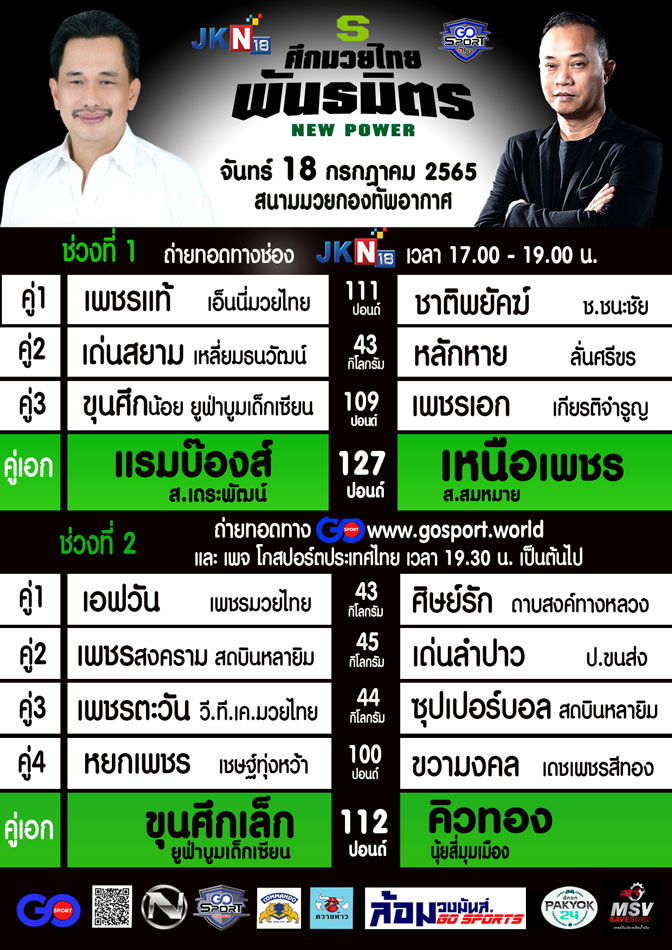 JKN18
S
GO SPORT
ศึกมวยไทย
พันธมิตร
NEW POWER
จันทร์ 18 กรกฎาคม 2565
สนามมวยกองทัพอากาศ
ช่วงที่ 1 ถ่ายทอดทางช่อง JKN18 เวลา 17.00 - 19.00 น.
คู่1 เพชรแท้ เอ็นนี่มวยไทย 111 ปอนด์ ชาติพยัคฆ์ ช.ชนะชัย
คู่2 เด่นสยาม เหลี่ยมธนวัฒน์ 43 กิโลกรัม หลักหาย ลั่นศรีขร
คู่3 ขุนศึกน้อย ยูฟ่าบูมเด็กเซียน 109 ปอนด์ เพชรเอก เกียรติจำรูญ
คู่เอก แรมบ๊องส์ ส.เดระพัฒน์ 127 ปอนด์ เหนือเพชร ส.สมหมาย
ช่วงที่ 2 ถ่ายทอดทาง GO SPORT www.gosport.world
และ เพจ โกสปอร์ตประเทศไทย เวลา 19.30 น. เป็นต้นไป
คู่1 เอฟวัน เพชรมวยไทย 43 กิโลกรัม ศิษย์รัก ดาบสงค์ทางหลวง
คู่2 เพชรสงคราม สดบินหลายิม 45 กิโลกรัม เด่นลำปาว ป.ขนส่ง
คู่3 เพชรตะวัน วี.ที.เค.มวยไทย 44 กิโลกรัม ซุปเปอร์บอล สดบินหลายิม
คู่4 หยกเพชร เชษฐ์ทุ่งหว้า 100 ปอนด์ ขวามงคล เดชเพชรสีทอง
คู่เอก ขุนศึกเล็ก ยูฟ่าบูมเด็กเซียน 112 ปอนด์ คิวทอง นุ้ยสี่มุมเมือง
GO SPORT N GO SPORT COMMANDO ควายดำว ล้อมวงมันส์. GO SPORTS ผักยก PAKYOK 24 MSV SAVESURE